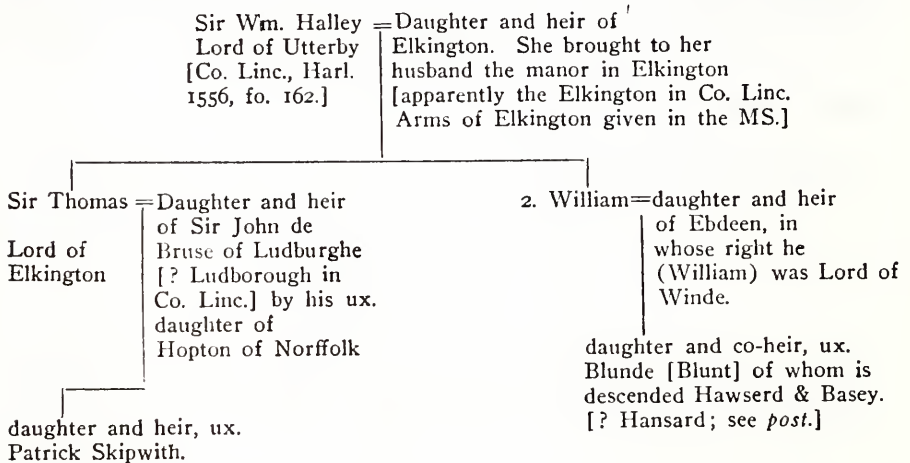 Sir Wm. Halley = Daughter and heir of
Lord of Utterby
Elkington. She brought to her
[Co. Linc., Harl.
husband the manor in Elkington
1556, fo. 162.]
[apparently the Elkington in Co. Linc.
Arms of Elkington given in the MS.]
Sir Thomas = Daughter and heir
of Sir John de
Lord of
Bruse of Ludburghe
Elkington
[? Ludborough in
Co. Linc.] by his ux.
daughter of
Hopton of Norffolk
daughter and heir, ux.
Patrick Skipwith.
2. William=daughter and heir
of Ebdeen, in
whose right he
(William) was Lord of
Winde.
daughter and co-heir, ux.
Blunde [Blunt] of whom is
descended Hawserd & Basey.
[? Hansard; see post.]